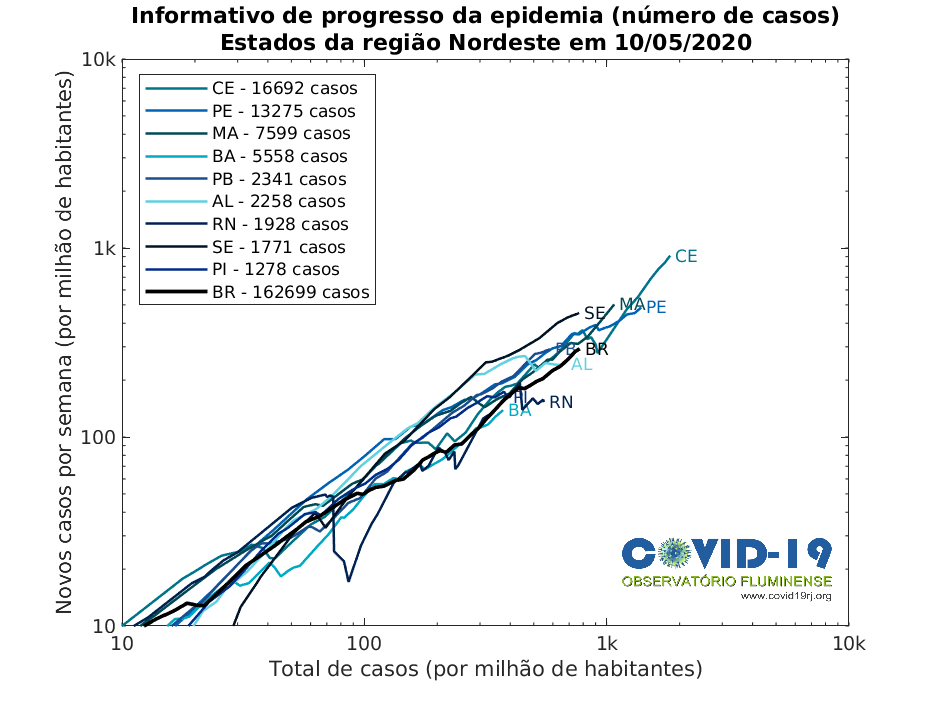 Informativo de progresso da epidemia (número de casos)
Estados da região Nordeste em 10/05/2020
Novos casos por semana (por milhão de habitantes)
10k
1k
100
10
CE - 16692 casos
PE - 13275 casos
MA - 7599 casos
BA - 5558 casos
PB - 2341 casos
AL - 2258 casos
RN - 1928 casos
SE - 1771 casos
PI - 1278 casos
BR - 162699 casos
CE
MA
PE
SE
PB
BR
AL
PI
RN
BA
COVID-19
OBSERVATÓRIO FLUMINENSE
www.covid19rj.org
10
100
1k
10k
Total de casos (por milhão de habitantes)